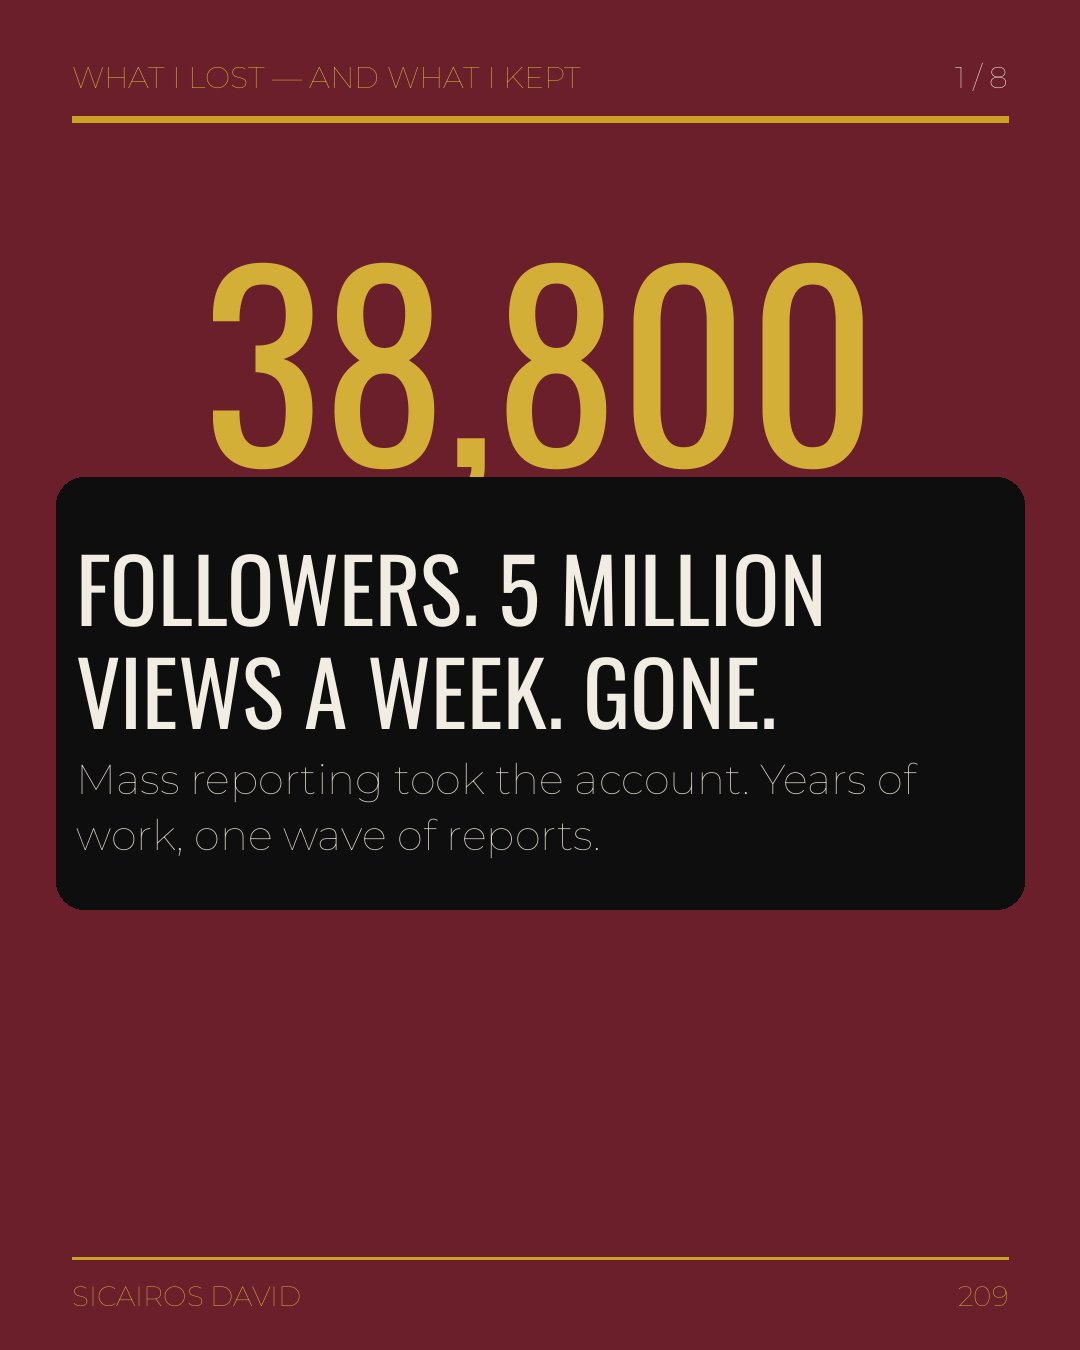 WHAT I LOST — AND WHAT I KEPT
1 / 8
38,800
FOLLOWERS. 5 MILLION
VIEWS A WEEK. GONE.
Mass reporting took the account. Years of
work, one wave of reports.
SICAIROS DAVID
209